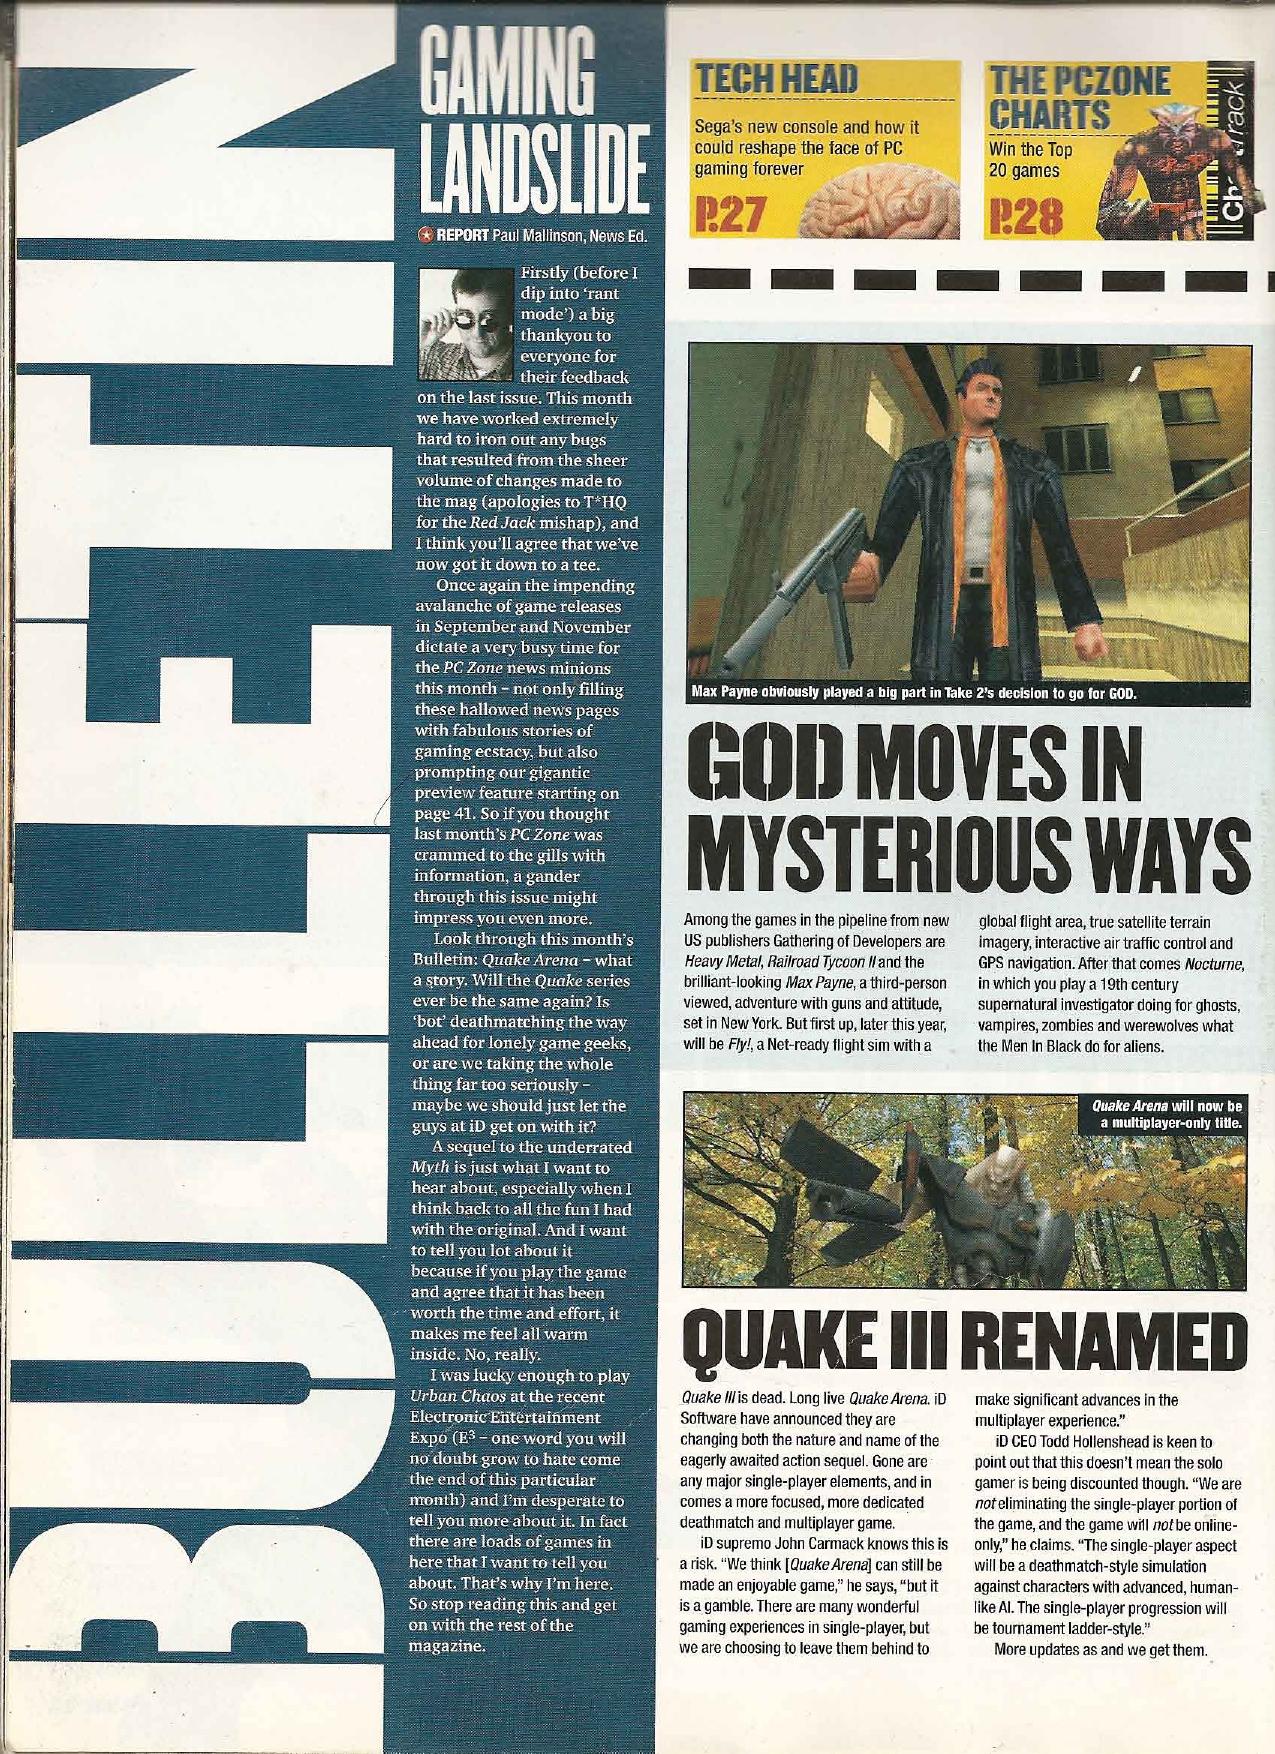 BULLETIN
GAMING
LANDSLIDE
REPORT Paul Mallinson, News Ed.
Firstly (before I
dip into ‘rant
mode’) a big
thankyou to
everyone for
their feedback
on the last issue. This month
we have worked extremely
hard to iron out any bugs
that resulted from the sheer
volume of changes made to
the mag (apologies to T*HQ
for the Red Jack mishap), and
I think you’ll agree that we’ve
now got it down to a tee.
Once again the impending
avalanche of game releases
in September and November
dictate a very busy time for
the PC Zone news minions
this month – not only filling
these hallowed news pages
with fabulous stories of
gaming ecstacy, but also
prompting our gigantic
preview feature starting on
page 41. So if you thought
last month’s PC Zone was
crammed to the gills with
information, a gander
through this issue might
impress you even more.
Look through this month’s
Bulletin: Quake Arena – what
a story. Will the Quake series
ever be the same again? Is
‘bot’ deathmatching the way
ahead for lonely game geeks,
or are we taking the whole
thing far too seriously –
maybe we should just let the
guys at iD get on with it?
A sequel to the underrated
Myth is just what I want to
hear about, especially when I
think back to all the fun I had
with the original. And I want
to tell you lot about it
because if you play the game
and agree that it has been
worth the time and effort, it
makes me feel all warm
inside. No, really.
I was lucky enough to play
Urban Chaos at the recent
Electronic Entertainment
Expo (E³ – one word you will
no doubt grow to hate come
the end of this particular
month) and I’m desperate to
tell you more about it. In fact
there are loads of games in
here that I want to tell you
about. That’s why I’m here.
So stop reading this and get
on with the rest of the
magazine.
TECH HEAD
Sega’s new console and how it
could reshape the face of PC
gaming forever
P.27
THE PCZONE
CHARTS
Win the Top
20 games
P.28
Max Payne obviously played a big part in Take 2’s decision to go for GOD.
GOD MOVES IN
MYSTERIOUS WAYS
Among the games in the pipeline from new
US publishers Gathering of Developers are
Heavy Metal, Railroad Tycoon II and the
brilliant-looking Max Payne, a third-person
viewed, adventure with guns and attitude,
set in New York. But first up, later this year,
will be Fly!, a Net-ready flight sim with a
global flight area, true satellite terrain
imagery, interactive air traffic control and
GPS navigation. After that comes Nocturne,
in which you play a 19th century
supernatural investigator doing for ghosts,
vampires, zombies and werewolves what
the Men In Black do for aliens.
Quake Arena will now be
a multiplayer-only title.
QUAKE III RENAMED
Quake III is dead. Long live Quake Arena. iD
Software have announced they are
changing both the nature and name of the
eagerly awaited action sequel. Gone are
any major single-player elements, and in
comes a more focused, more dedicated
deathmatch and multiplayer game.
iD supremo John Carmack knows this is
a risk. “We think [Quake Arena] can still be
made an enjoyable game,” he says, “but it
is a gamble. There are many wonderful
gaming experiences in single-player, but
we are choosing to leave them behind to
make significant advances in the
multiplayer experience.”
iD CEO Todd Hollenshead is keen to
point out that this doesn’t mean the solo
gamer is being discounted though. “We are
not eliminating the single-player portion of
the game, and the game will not be online-
only,” he claims. “The single-player aspect
will be a deathmatch-style simulation
against characters with advanced, human-
like AI. The single-player progression will
be tournament ladder-style.”
More updates as and we get them.